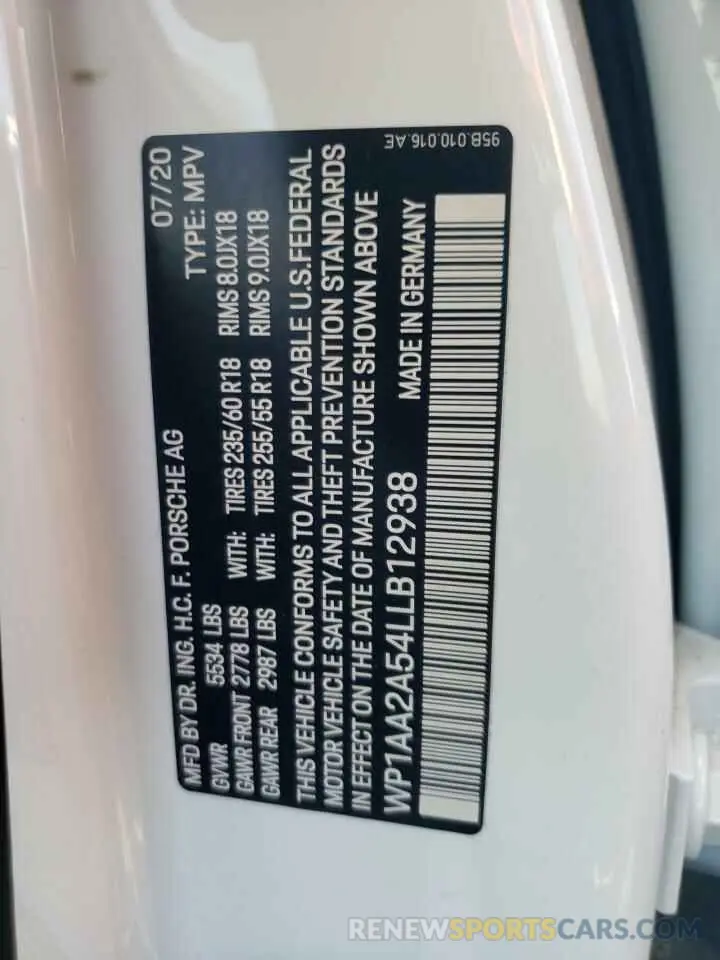 MFD BY DR. ING. H.C. F. PORSCHE AG 07/20
GVWR 5534 LBS TYPE: MPV
GAWR FRONT 2778 LBS WITH: TIRES 235/60 R18 RIMS 8.0JX18
GAWR REAR 2987 LBS WITH: TIRES 255/55 R18 RIMS 9.0JX18
THIS VEHICLE CONFORMS TO ALL APPLICABLE U.S.FEDERAL
MOTOR VEHICLE SAFETY AND THEFT PREVENTION STANDARDS
IN EFFECT ON THE DATE OF MANUFACTURE SHOWN ABOVE
WP1AA2A54LLB12938 MADE IN GERMANY
95B.010.016.AE
RENEWSPORTSCARS.COM